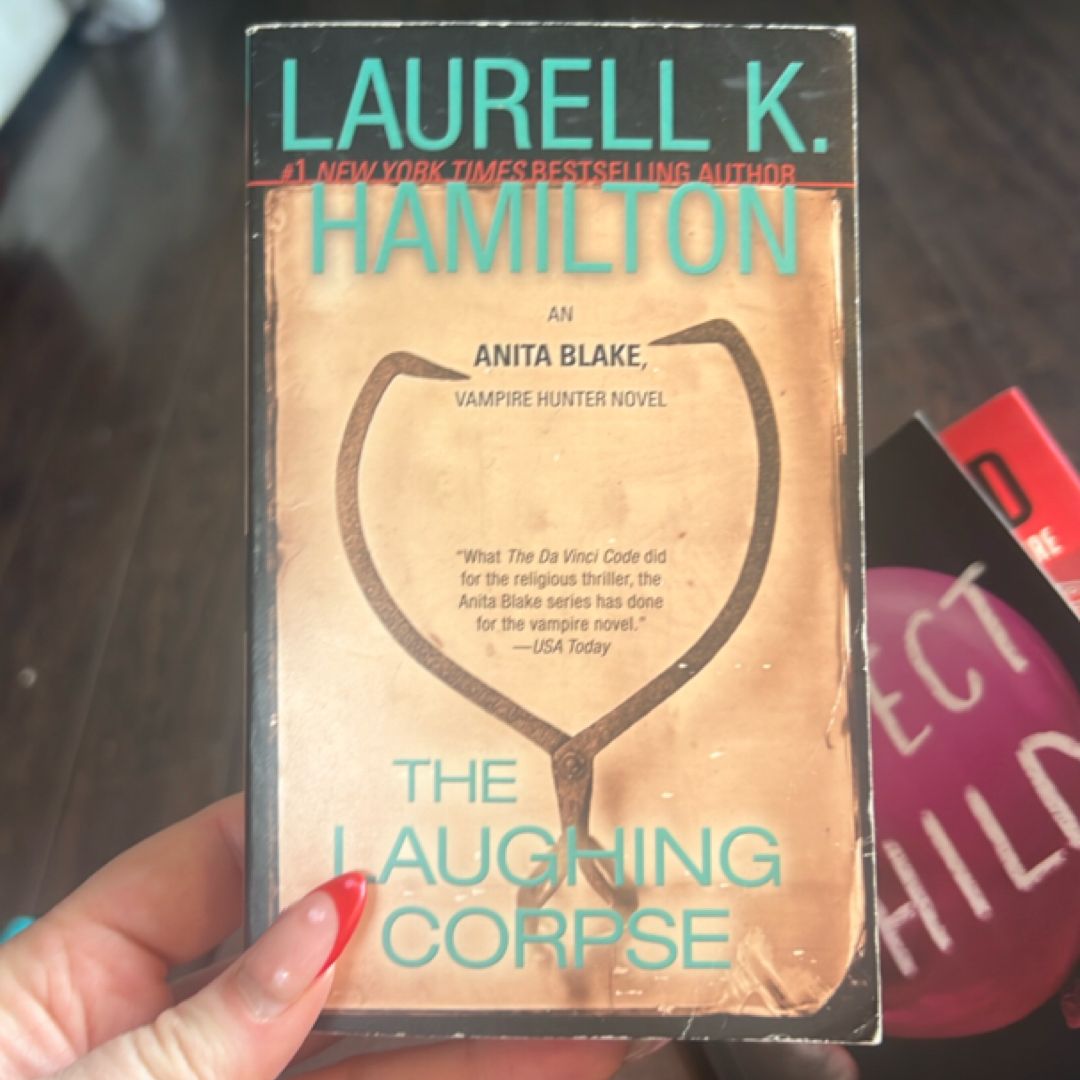 LAURELL K.
#1 NEW YORK TIMES BESTSELLING AUTHOR
HAMILTON
AN
ANITA BLAKE,
VAMPIRE HUNTER NOVEL
"What The Da Vinci Code did
for the religious thriller, the
Anita Blake series has done
for the vampire novel."
—USA Today
THE
LAUGHING
CORPSE
D
RE
ECT
HILD